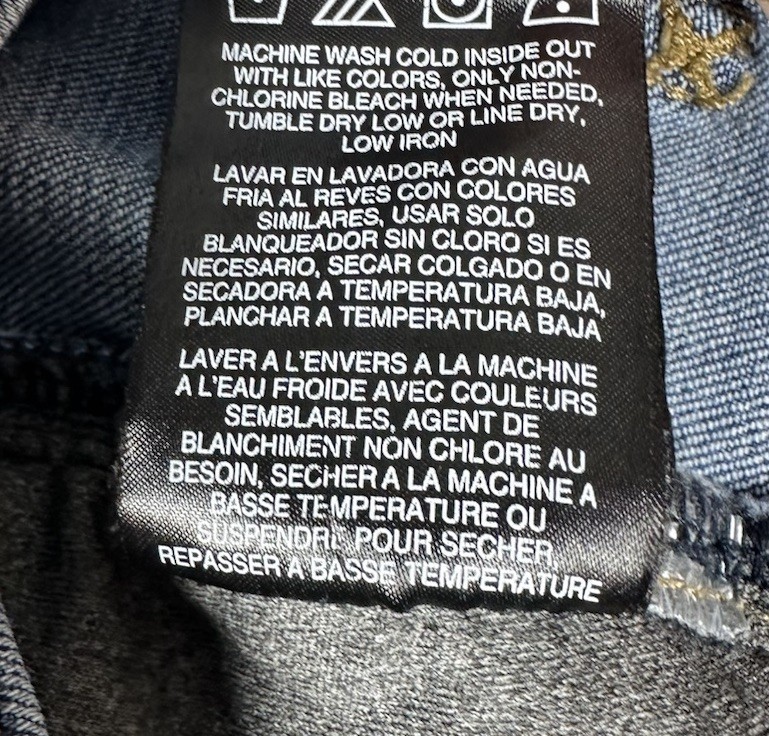 MACHINE WASH COLD INSIDE OUT
WITH LIKE COLORS, ONLY NON-
CHLORINE BLEACH WHEN NEEDED,
TUMBLE DRY LOW OR LINE DRY,
LOW IRON
LAVAR EN LAVADORA CON AGUA
FRIA AL REVES CON COLORES
SIMILARES, USAR SOLO
BLANQUEADOR SIN CLORO SI ES
NECESARIO, SECAR COLGADO O EN
SECADORA A TEMPERATURA BAJA,
PLANCHAR A TEMPERATURA BAJA
LAVER A L'ENVERS A LA MACHINE
A L'EAU FROIDE AVEC COULEURS
SEMBLABLES, AGENT DE
BLANCHIMENT NON CHLORE AU
BESOIN, SECHER A LA MACHINE A
BASSE TEMPERATURE OU
SUSPENDRE POUR SECHER,
REPASSER A BASSE TEMPERATURE